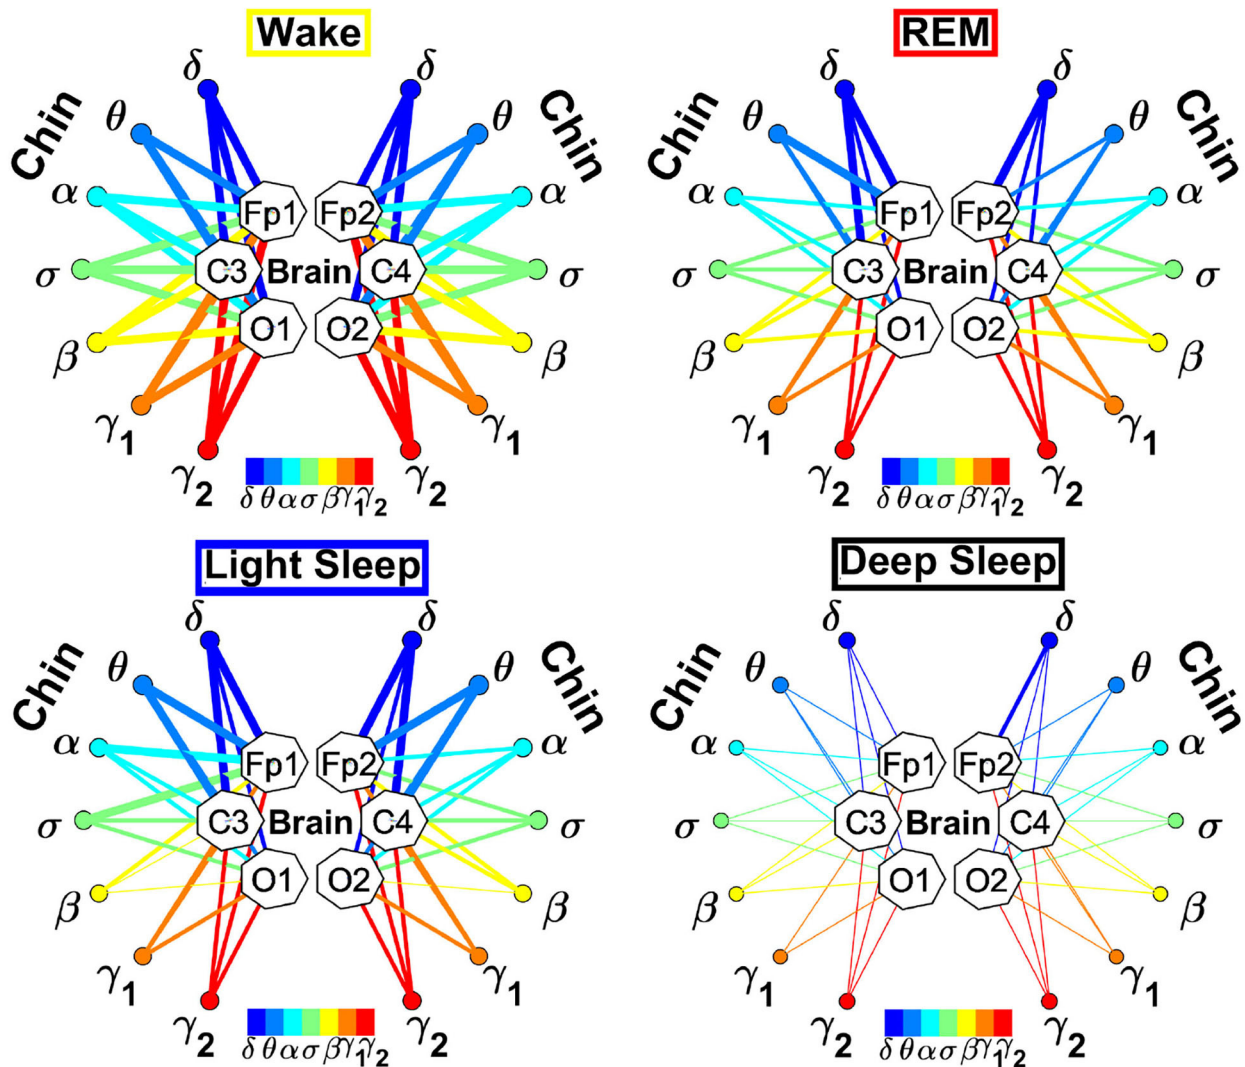 Wake
δ δ
Chin θ θ Chin
α α
Fp1 Fp2
σ C3 Brain C4 σ
O1 O2
β β
γ1 γ1
γ2 γ2
δ θ α σ β γ1 γ2
REM
δ δ
Chin θ θ Chin
α α
Fp1 Fp2
σ C3 Brain C4 σ
O1 O2
β β
γ1 γ1
γ2 γ2
δ θ α σ β γ1 γ2
Light Sleep
δ δ
Chin θ θ Chin
α α
Fp1 Fp2
σ C3 Brain C4 σ
O1 O2
β β
γ1 γ1
γ2 γ2
δ θ α σ β γ1 γ2
Deep Sleep
δ δ
Chin θ θ Chin
α α
Fp1 Fp2
σ C3 Brain C4 σ
O1 O2
β β
γ1 γ1
γ2 γ2
δ θ α σ β γ1 γ2